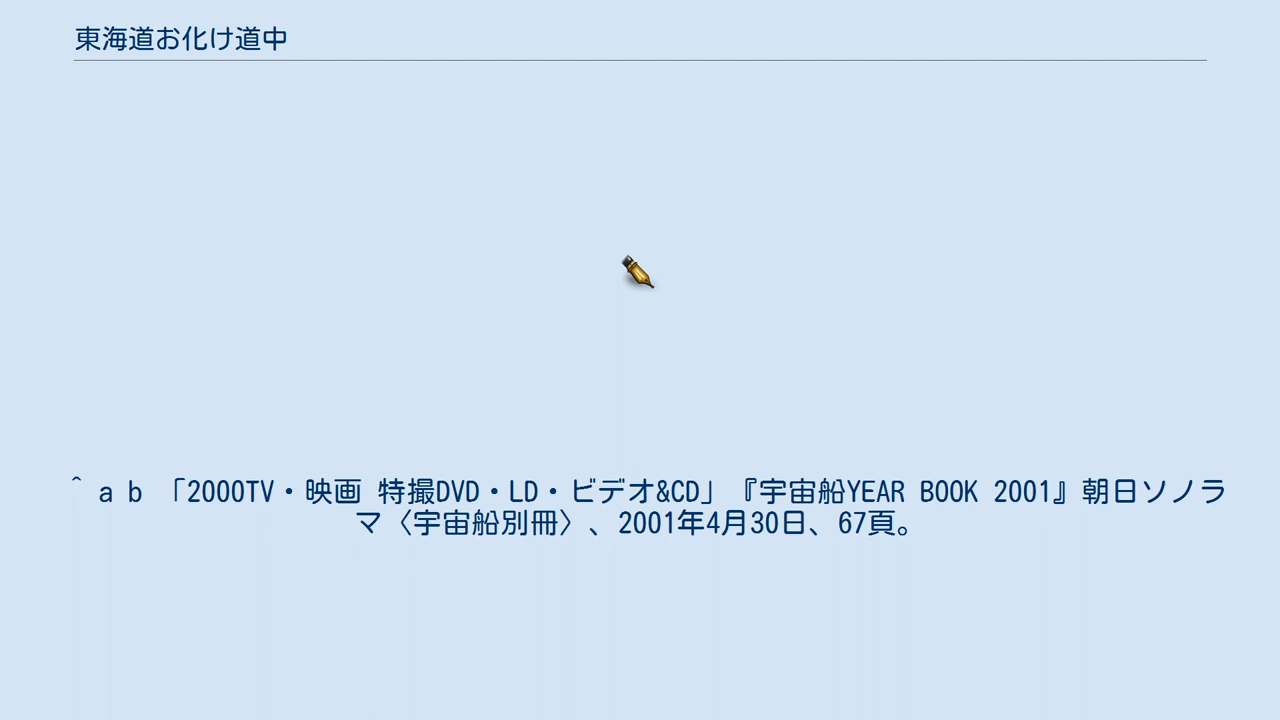 東海道お化け道中
^ a b 「2000TV・映画 特撮DVD・LD・ビデオ&CD」『宇宙船YEAR BOOK 2001』朝日ソノラ
マ〈宇宙船別冊〉、2001年4月30日、67頁。